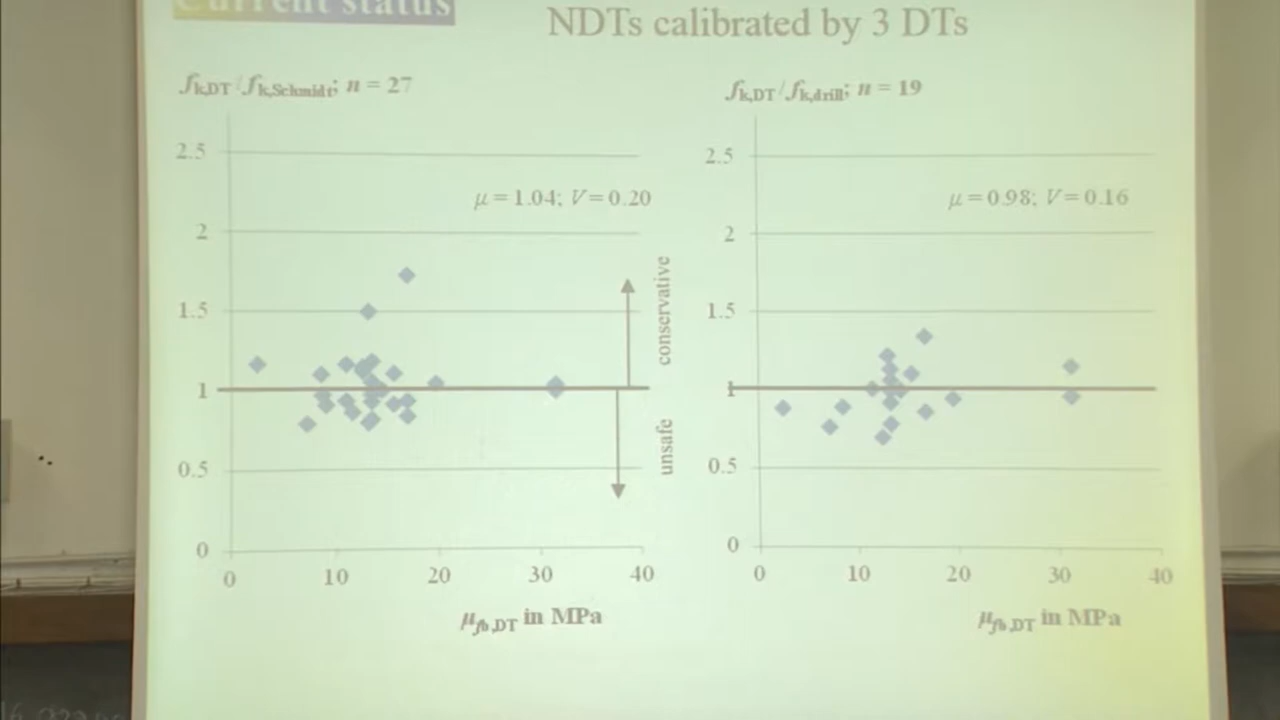 Current status
NDTs calibrated by 3 DTs
fk,DT / fk,Schmidt; n = 27
2.5
μ = 1.04; V = 0.20
2
1.5
1
0.5
0
0 10 20 30 40
μfb,DT in MPa
conservative
unsafe
fk,DT / fk,drill; n = 19
2.5
μ = 0.98; V = 0.16
2
1.5
1
0.5
0
0 10 20 30 40
μfb,DT in MPa